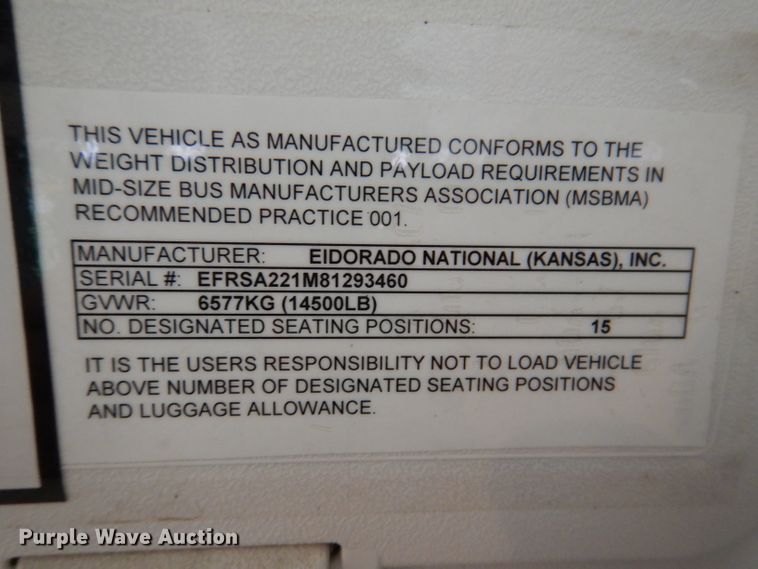 THIS VEHICLE AS MANUFACTURED CONFORMS TO THE
WEIGHT DISTRIBUTION AND PAYLOAD REQUIREMENTS IN
MID-SIZE BUS MANUFACTURERS ASSOCIATION (MSBMA)
RECOMMENDED PRACTICE 001.
MANUFACTURER: EIDORADO NATIONAL (KANSAS), INC.
SERIAL #: EFRSA221M81293460
GVWR: 6577KG (14500LB)
NO. DESIGNATED SEATING POSITIONS: 15
IT IS THE USERS RESPONSIBILITY NOT TO LOAD VEHICLE
ABOVE NUMBER OF DESIGNATED SEATING POSITIONS
AND LUGGAGE ALLOWANCE.
Purple Wave Auction